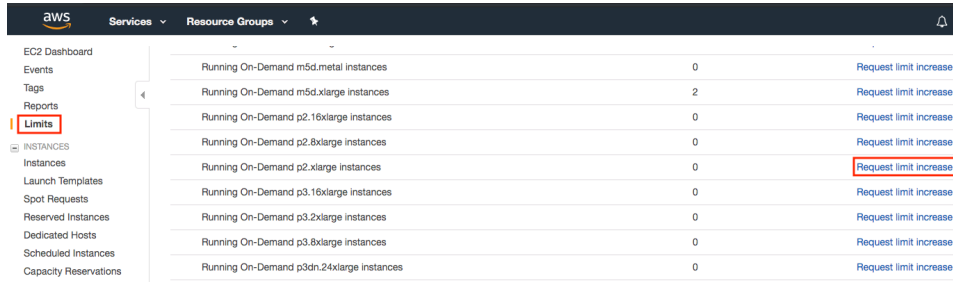 aws Services Resource Groups
EC2 Dashboard
Events
Tags
Reports
Limits
INSTANCES
Instances
Launch Templates
Spot Requests
Reserved Instances
Dedicated Hosts
Scheduled Instances
Capacity Reservations
Running On-Demand m5d.metal instances 0 Request limit increase
Running On-Demand m5d.xlarge instances 2 Request limit increase
Running On-Demand p2.16xlarge instances 0 Request limit increase
Running On-Demand p2.8xlarge instances 0 Request limit increase
Running On-Demand p2.xlarge instances 0 Request limit increase
Running On-Demand p3.16xlarge instances 0 Request limit increase
Running On-Demand p3.2xlarge instances 0 Request limit increase
Running On-Demand p3.8xlarge instances 0 Request limit increase
Running On-Demand p3dn.24xlarge instances 0 Request limit increase